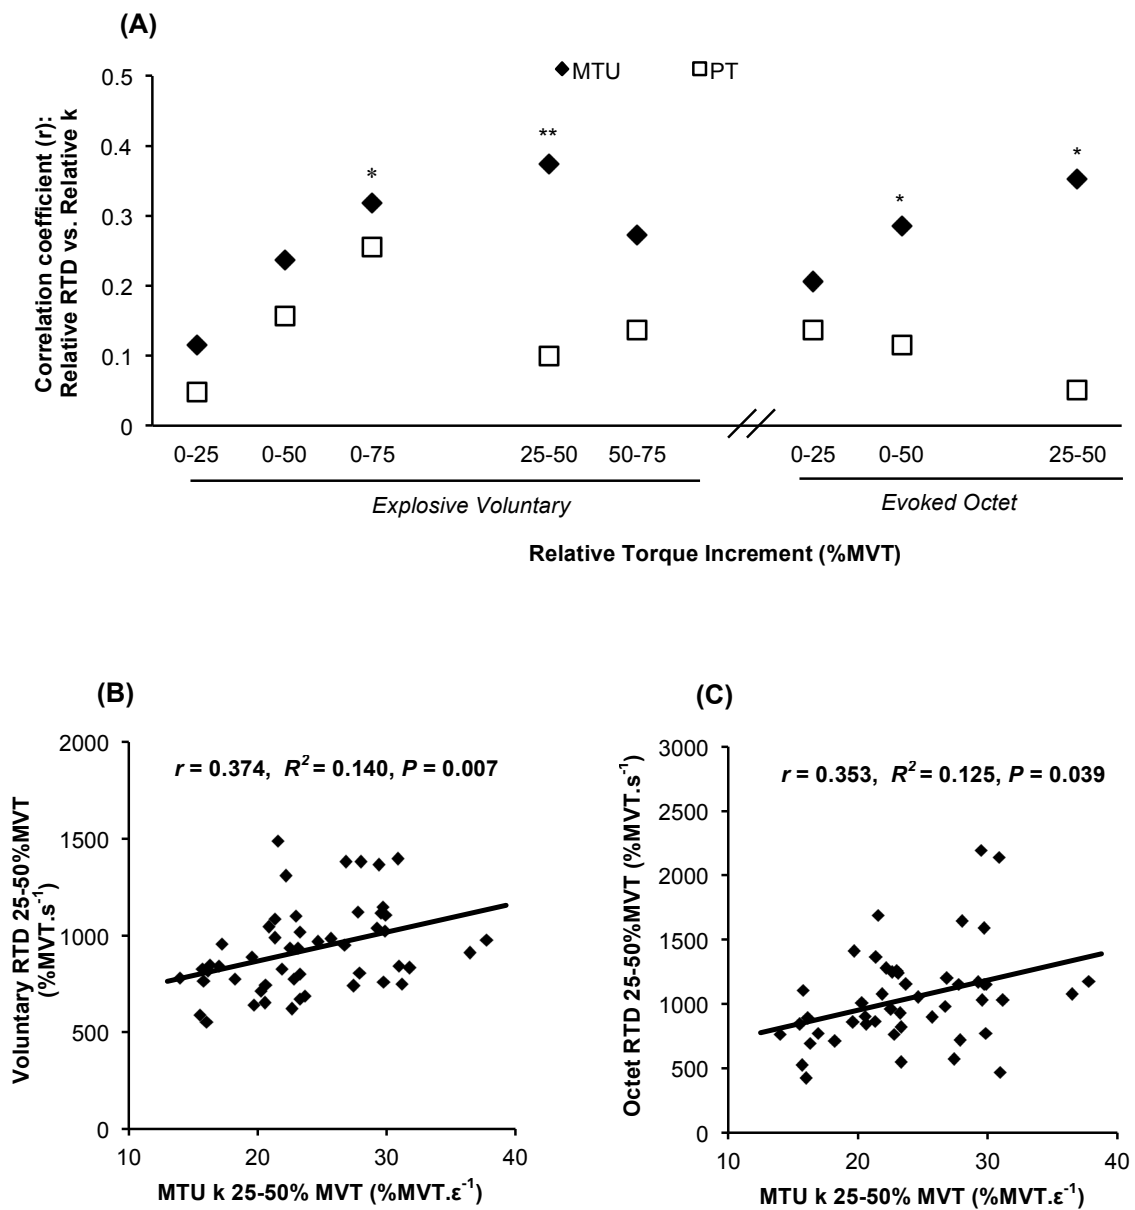 (A)
MTU PT
Correlation coefficient (r):
Relative RTD vs. Relative k
0.5
0.4
0.3
0.2
0.1
0
*
**
*
*
0-25 0-50 0-75 25-50 50-75 0-25 0-50 25-50
Explosive Voluntary Evoked Octet
Relative Torque Increment (%MVT)
(B)
Voluntary RTD 25-50%MVT
(%MVT.s-1)
2000
1500
1000
500
0
r = 0.374, R2 = 0.140, P = 0.007
10 20 30 40
MTU k 25-50% MVT (%MVT.ε-1)
(C)
Octet RTD 25-50%MVT (%MVT.s-1)
3000
2500
2000
1500
1000
500
0
r = 0.353, R2 = 0.125, P = 0.039
10 20 30 40
MTU k 25-50% MVT (%MVT.ε-1)